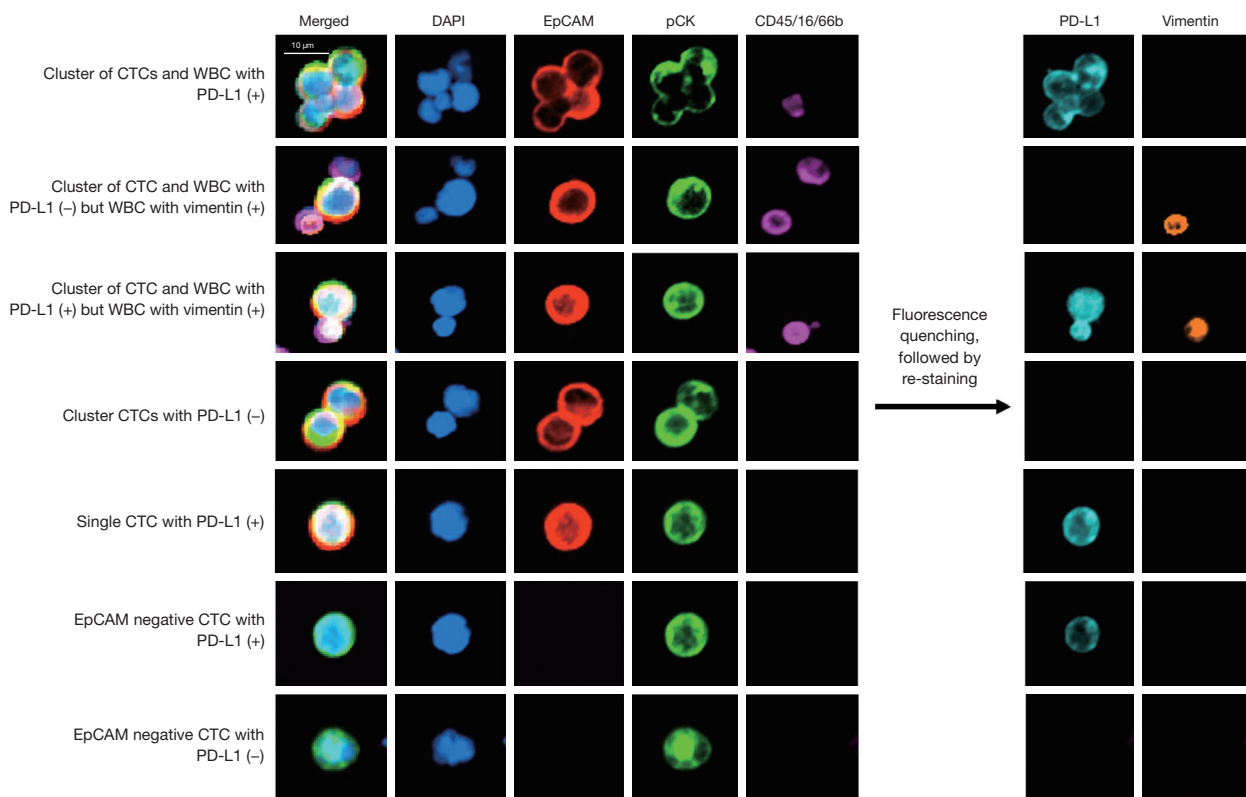 Merged DAPI EpCAM pCK CD45/16/66b PD-L1 Vimentin
10 μm
Cluster of CTCs and WBC with
PD-L1 (+)
Cluster of CTC and WBC with
PD-L1 (–) but WBC with vimentin (+)
Cluster of CTC and WBC with
PD-L1 (+) but WBC with vimentin (+)
Fluorescence
quenching,
followed by
re-staining
Cluster CTCs with PD-L1 (–)
Single CTC with PD-L1 (+)
EpCAM negative CTC with
PD-L1 (+)
EpCAM negative CTC with
PD-L1 (–)